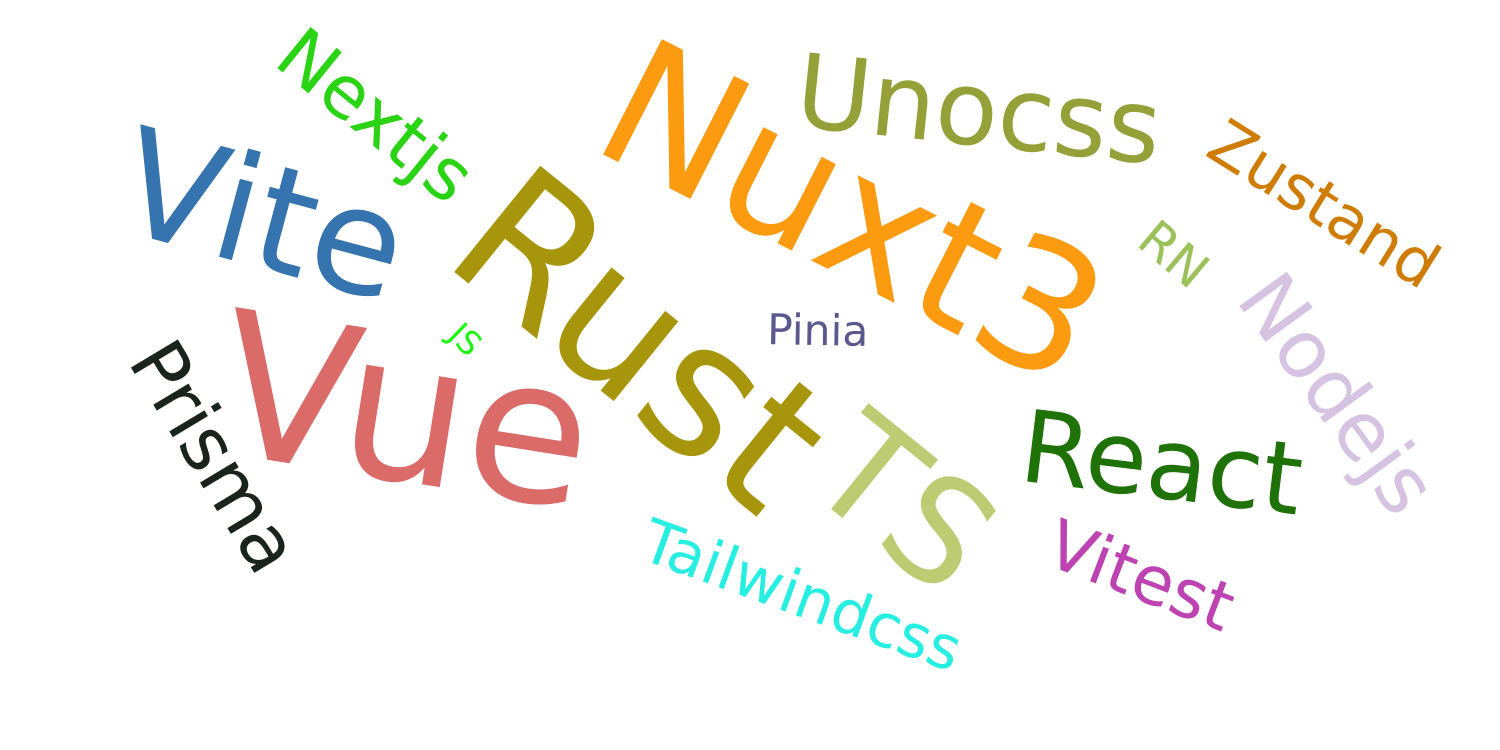 Nextjs
Nuxt3
Unocss
Zustand
Vite
Rust
RN
Nodejs
Vue
JS
Pinia
Prisma
TS
React
Tailwindcss
Vitest